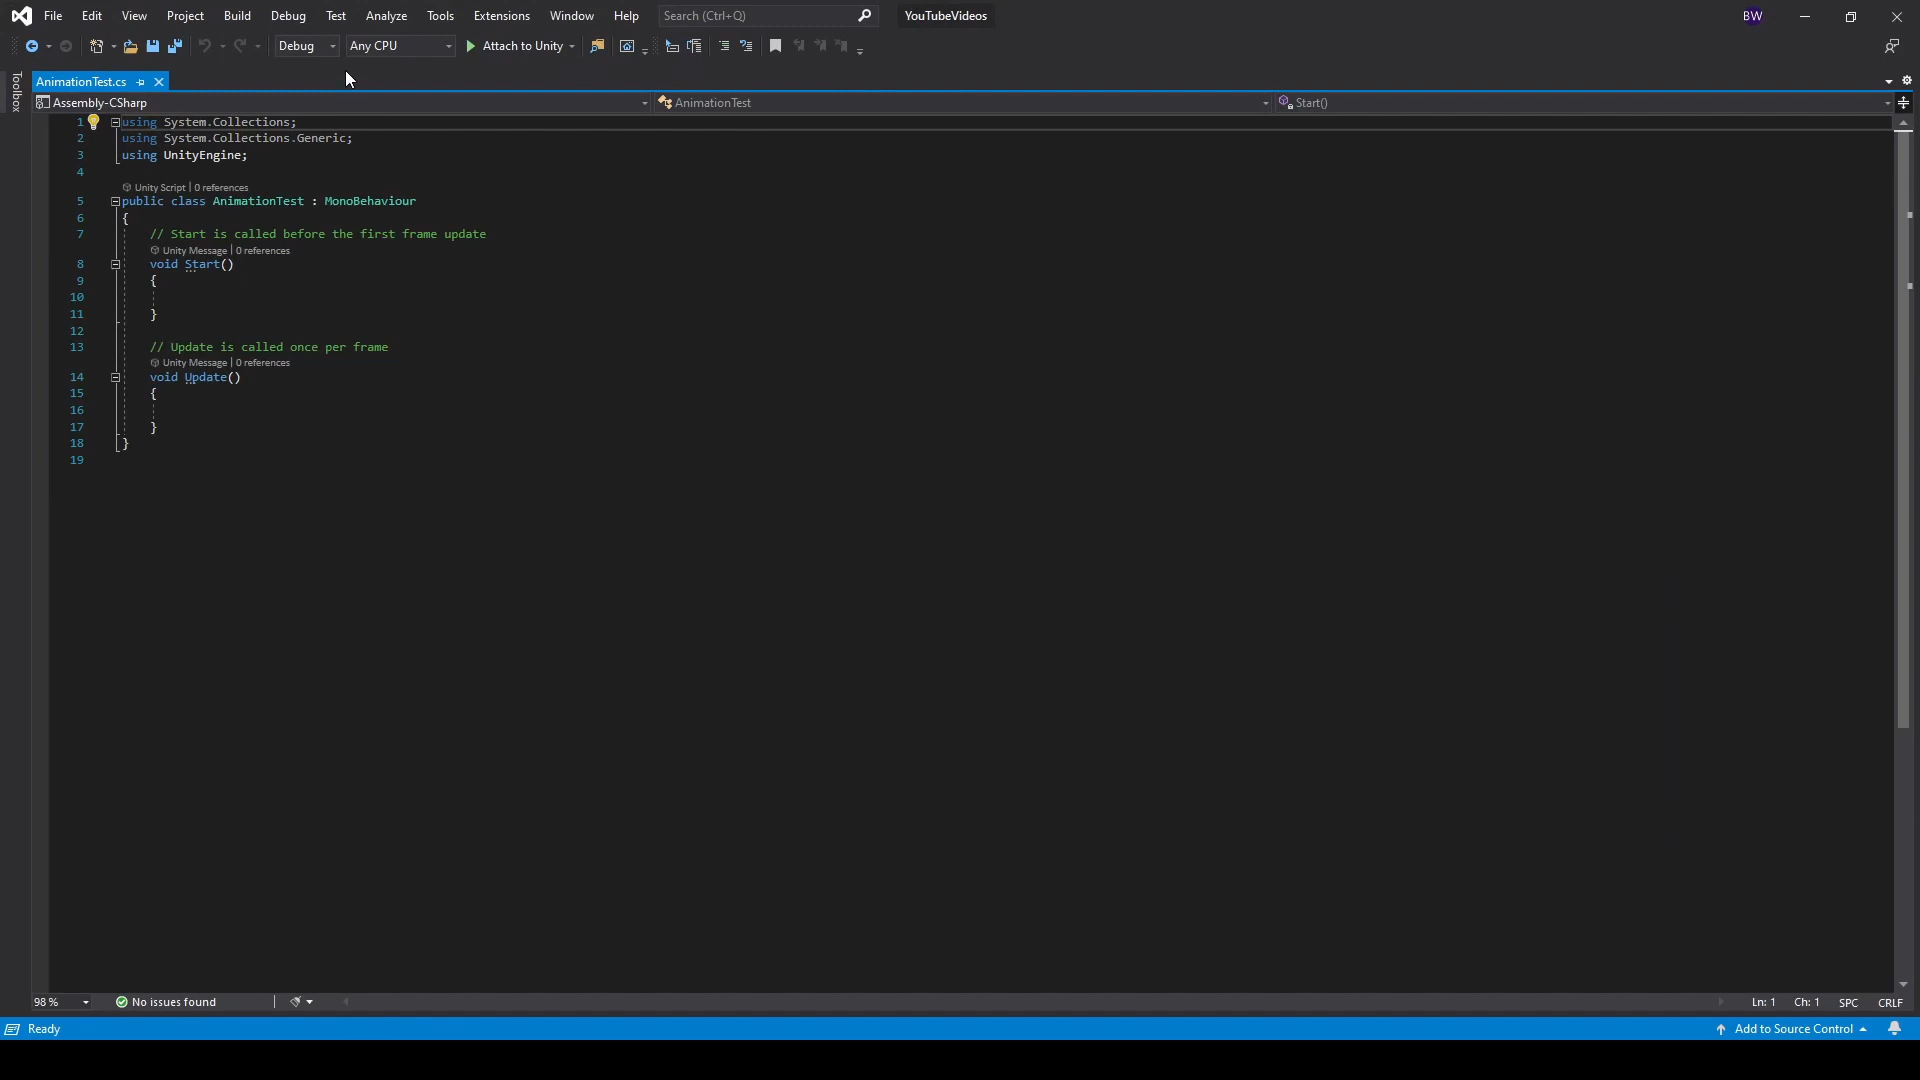 File Edit View Project Build Debug Test Analyze Tools Extensions Window Help Search (Ctrl+Q) YouTubeVideos BW
Debug Any CPU Attach to Unity
Toolbox
AnimationTest.cs
Assembly-CSharp AnimationTest Start()
1 using System.Collections;
2 using System.Collections.Generic;
3 using UnityEngine;
4
Unity Script | 0 references
5 public class AnimationTest : MonoBehaviour
6 {
7 // Start is called before the first frame update
Unity Message | 0 references
8 void Start()
9 {
10
11 }
12
13 // Update is called once per frame
Unity Message | 0 references
14 void Update()
15 {
16
17 }
18 }
19
98 % No issues found Ln: 1 Ch: 1 SPC CRLF
Ready Add to Source Control